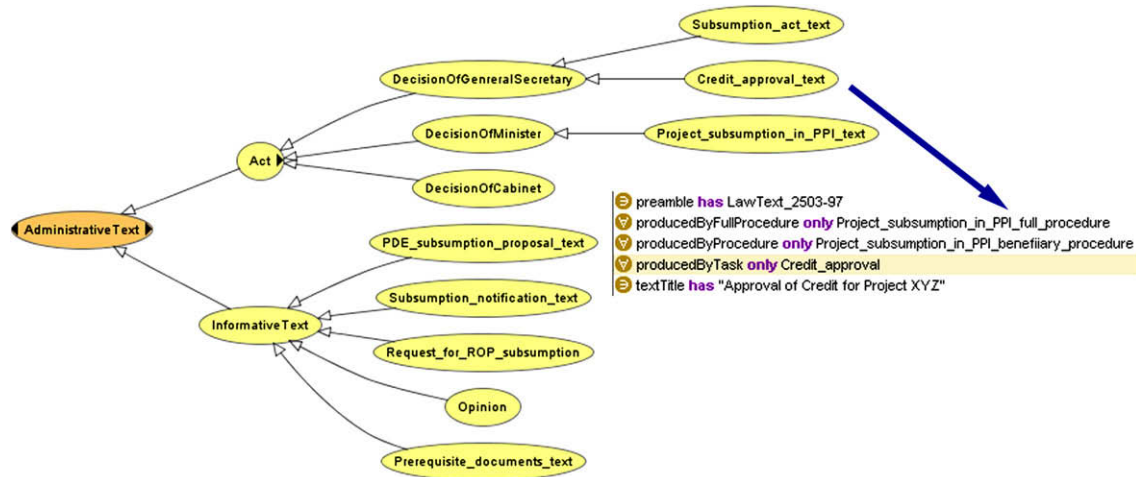 Subsumption_act_text
DecisionOfGenreralSecretary
Credit_approval_text
DecisionOfMinister
Project_subsumption_in_PPI_text
Act
DecisionOfCabinet
AdministrativeText
PDE_subsumption_proposal_text
Subsumption_notification_text
InformativeText
Request_for_ROP_subsumption
Opinion
Prerequisite_documents_text
∋ preamble has LawText_2503-97
∀ producedByFullProcedure only Project_subsumption_in_PPI_full_procedure
∀ producedByProcedure only Project_subsumption_in_PPI_benefiiary_procedure
∀ producedByTask only Credit_approval
∋ textTitle has "Approval of Credit for Project XYZ"